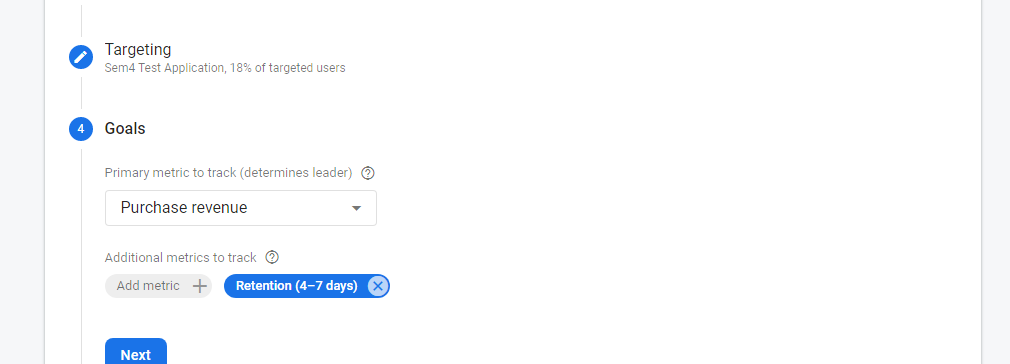 Targeting
Sem4 Test Application, 18% of targeted users
4 Goals
Primary metric to track (determines leader) ?
Purchase revenue
Additional metrics to track ?
Add metric + Retention (4–7 days) ×
Next